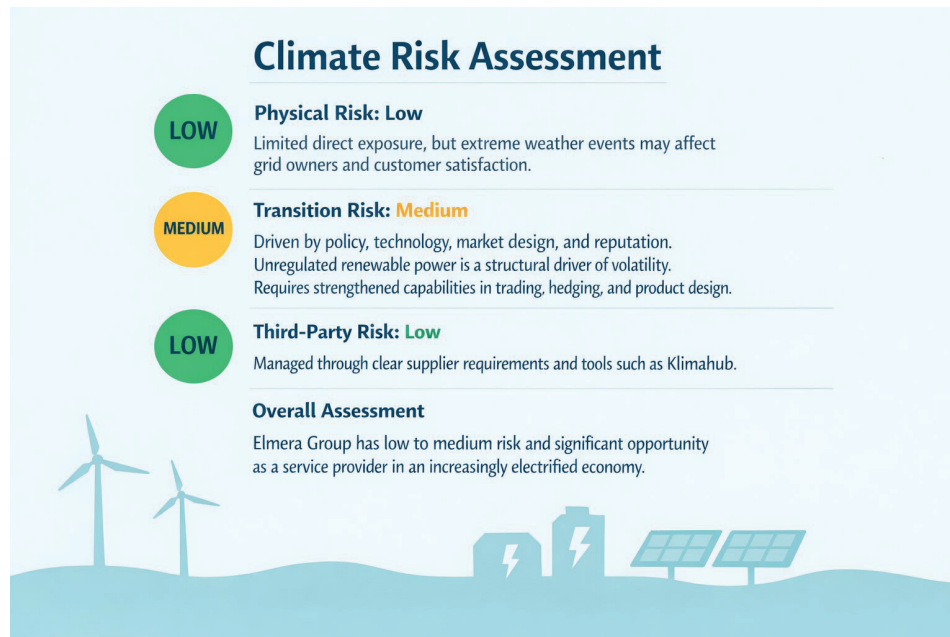 Climate Risk Assessment
LOW
Physical Risk: Low
Limited direct exposure, but extreme weather events may affect
grid owners and customer satisfaction.
MEDIUM
Transition Risk: Medium
Driven by policy, technology, market design, and reputation.
Unregulated renewable power is a structural driver of volatility.
Requires strengthened capabilities in trading, hedging, and product design.
LOW
Third-Party Risk: Low
Managed through clear supplier requirements and tools such as Klimahub.
Overall Assessment
Elmera Group has low to medium risk and significant opportunity
as a service provider in an increasingly electrified economy.